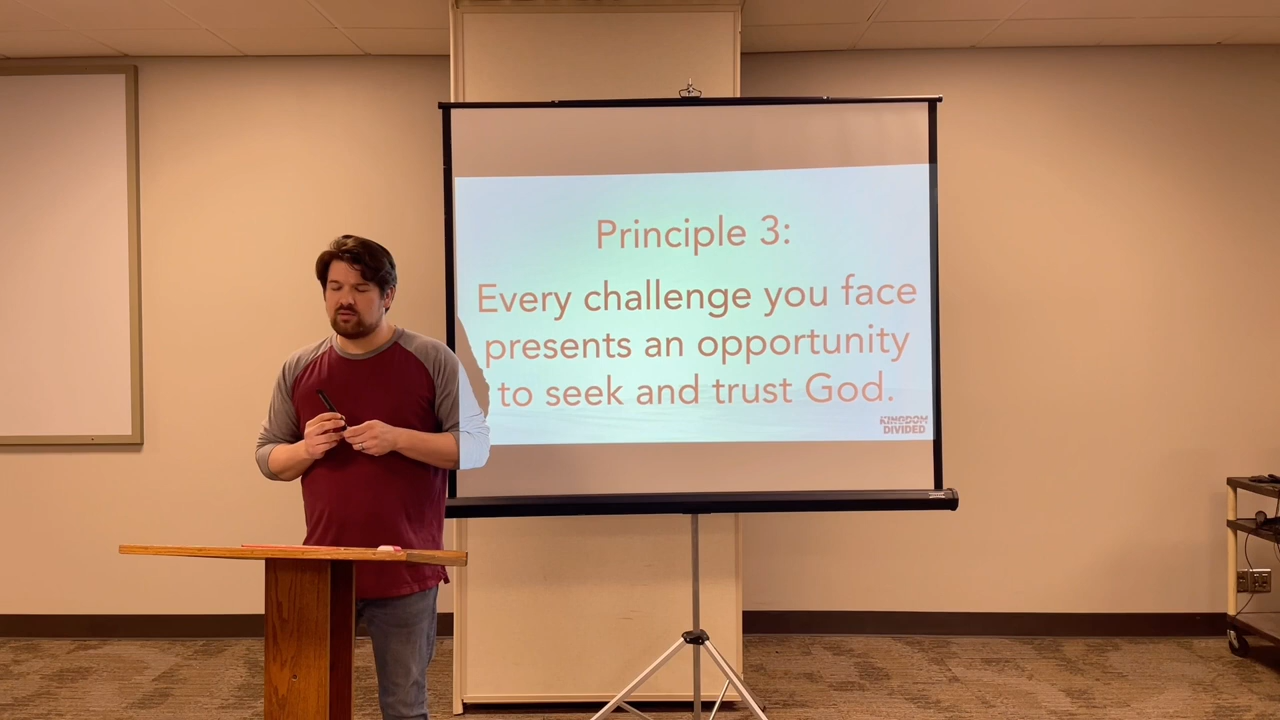 Principle 3:
Every challenge you face
presents an opportunity
to seek and trust God.
KINGDOM
DIVIDED